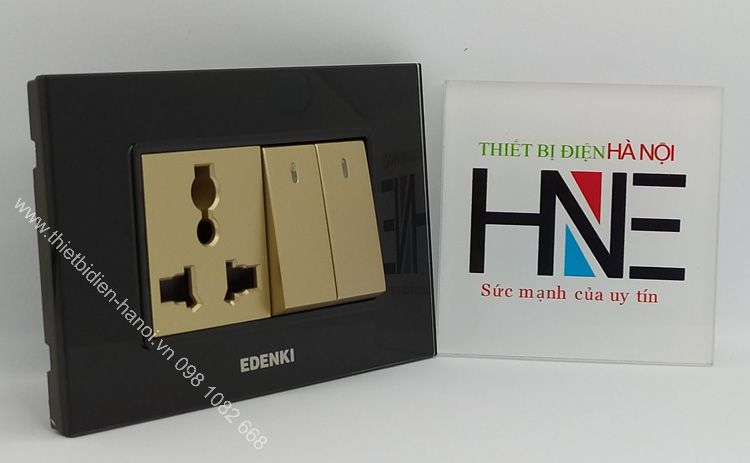 THIẾT BỊ ĐIỆN HÀ NỘI
HNE
Sức mạnh của uy tín
EDENKI
www.thietbidien-hanoi.vn 098 1082 668